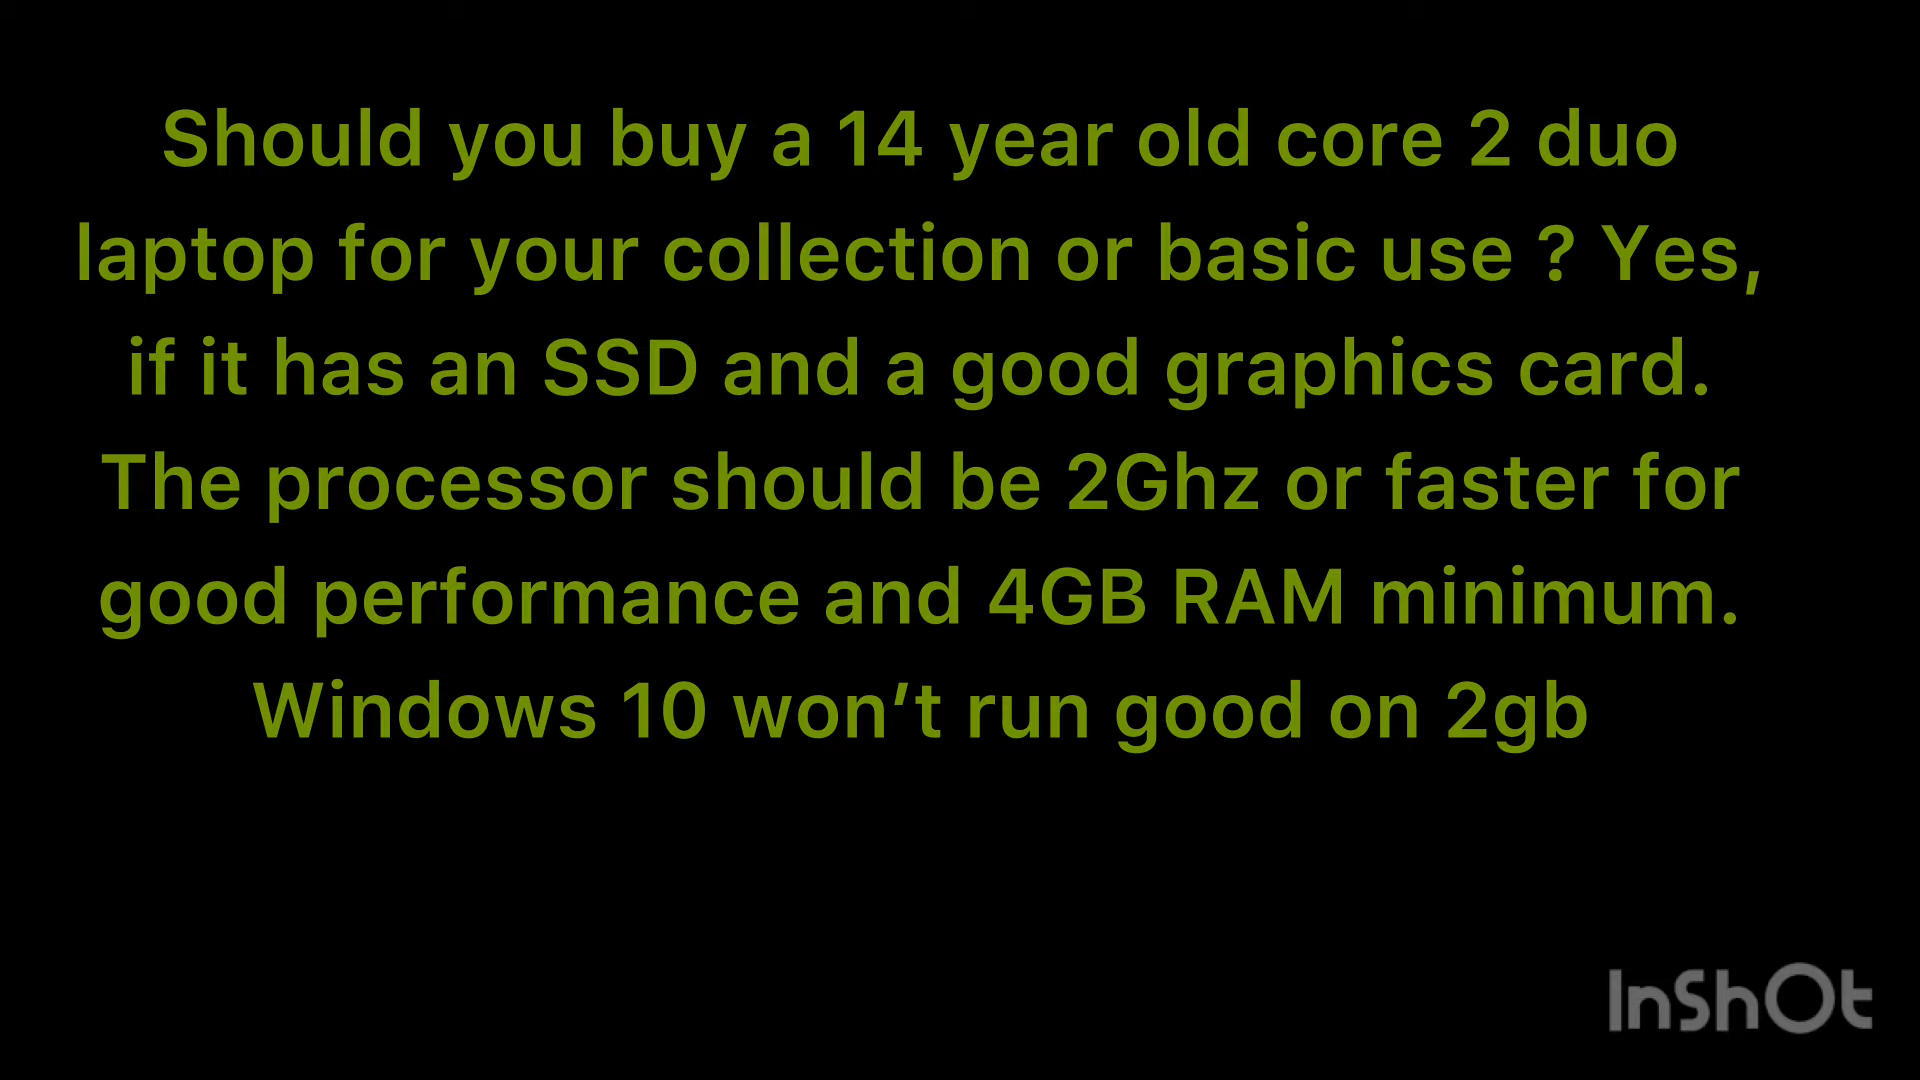 Should you buy a 14 year old core 2 duo
laptop for your collection or basic use ? Yes,
if it has an SSD and a good graphics card.
The processor should be 2Ghz or faster for
good performance and 4GB RAM minimum.
Windows 10 won’t run good on 2gb
InShOt